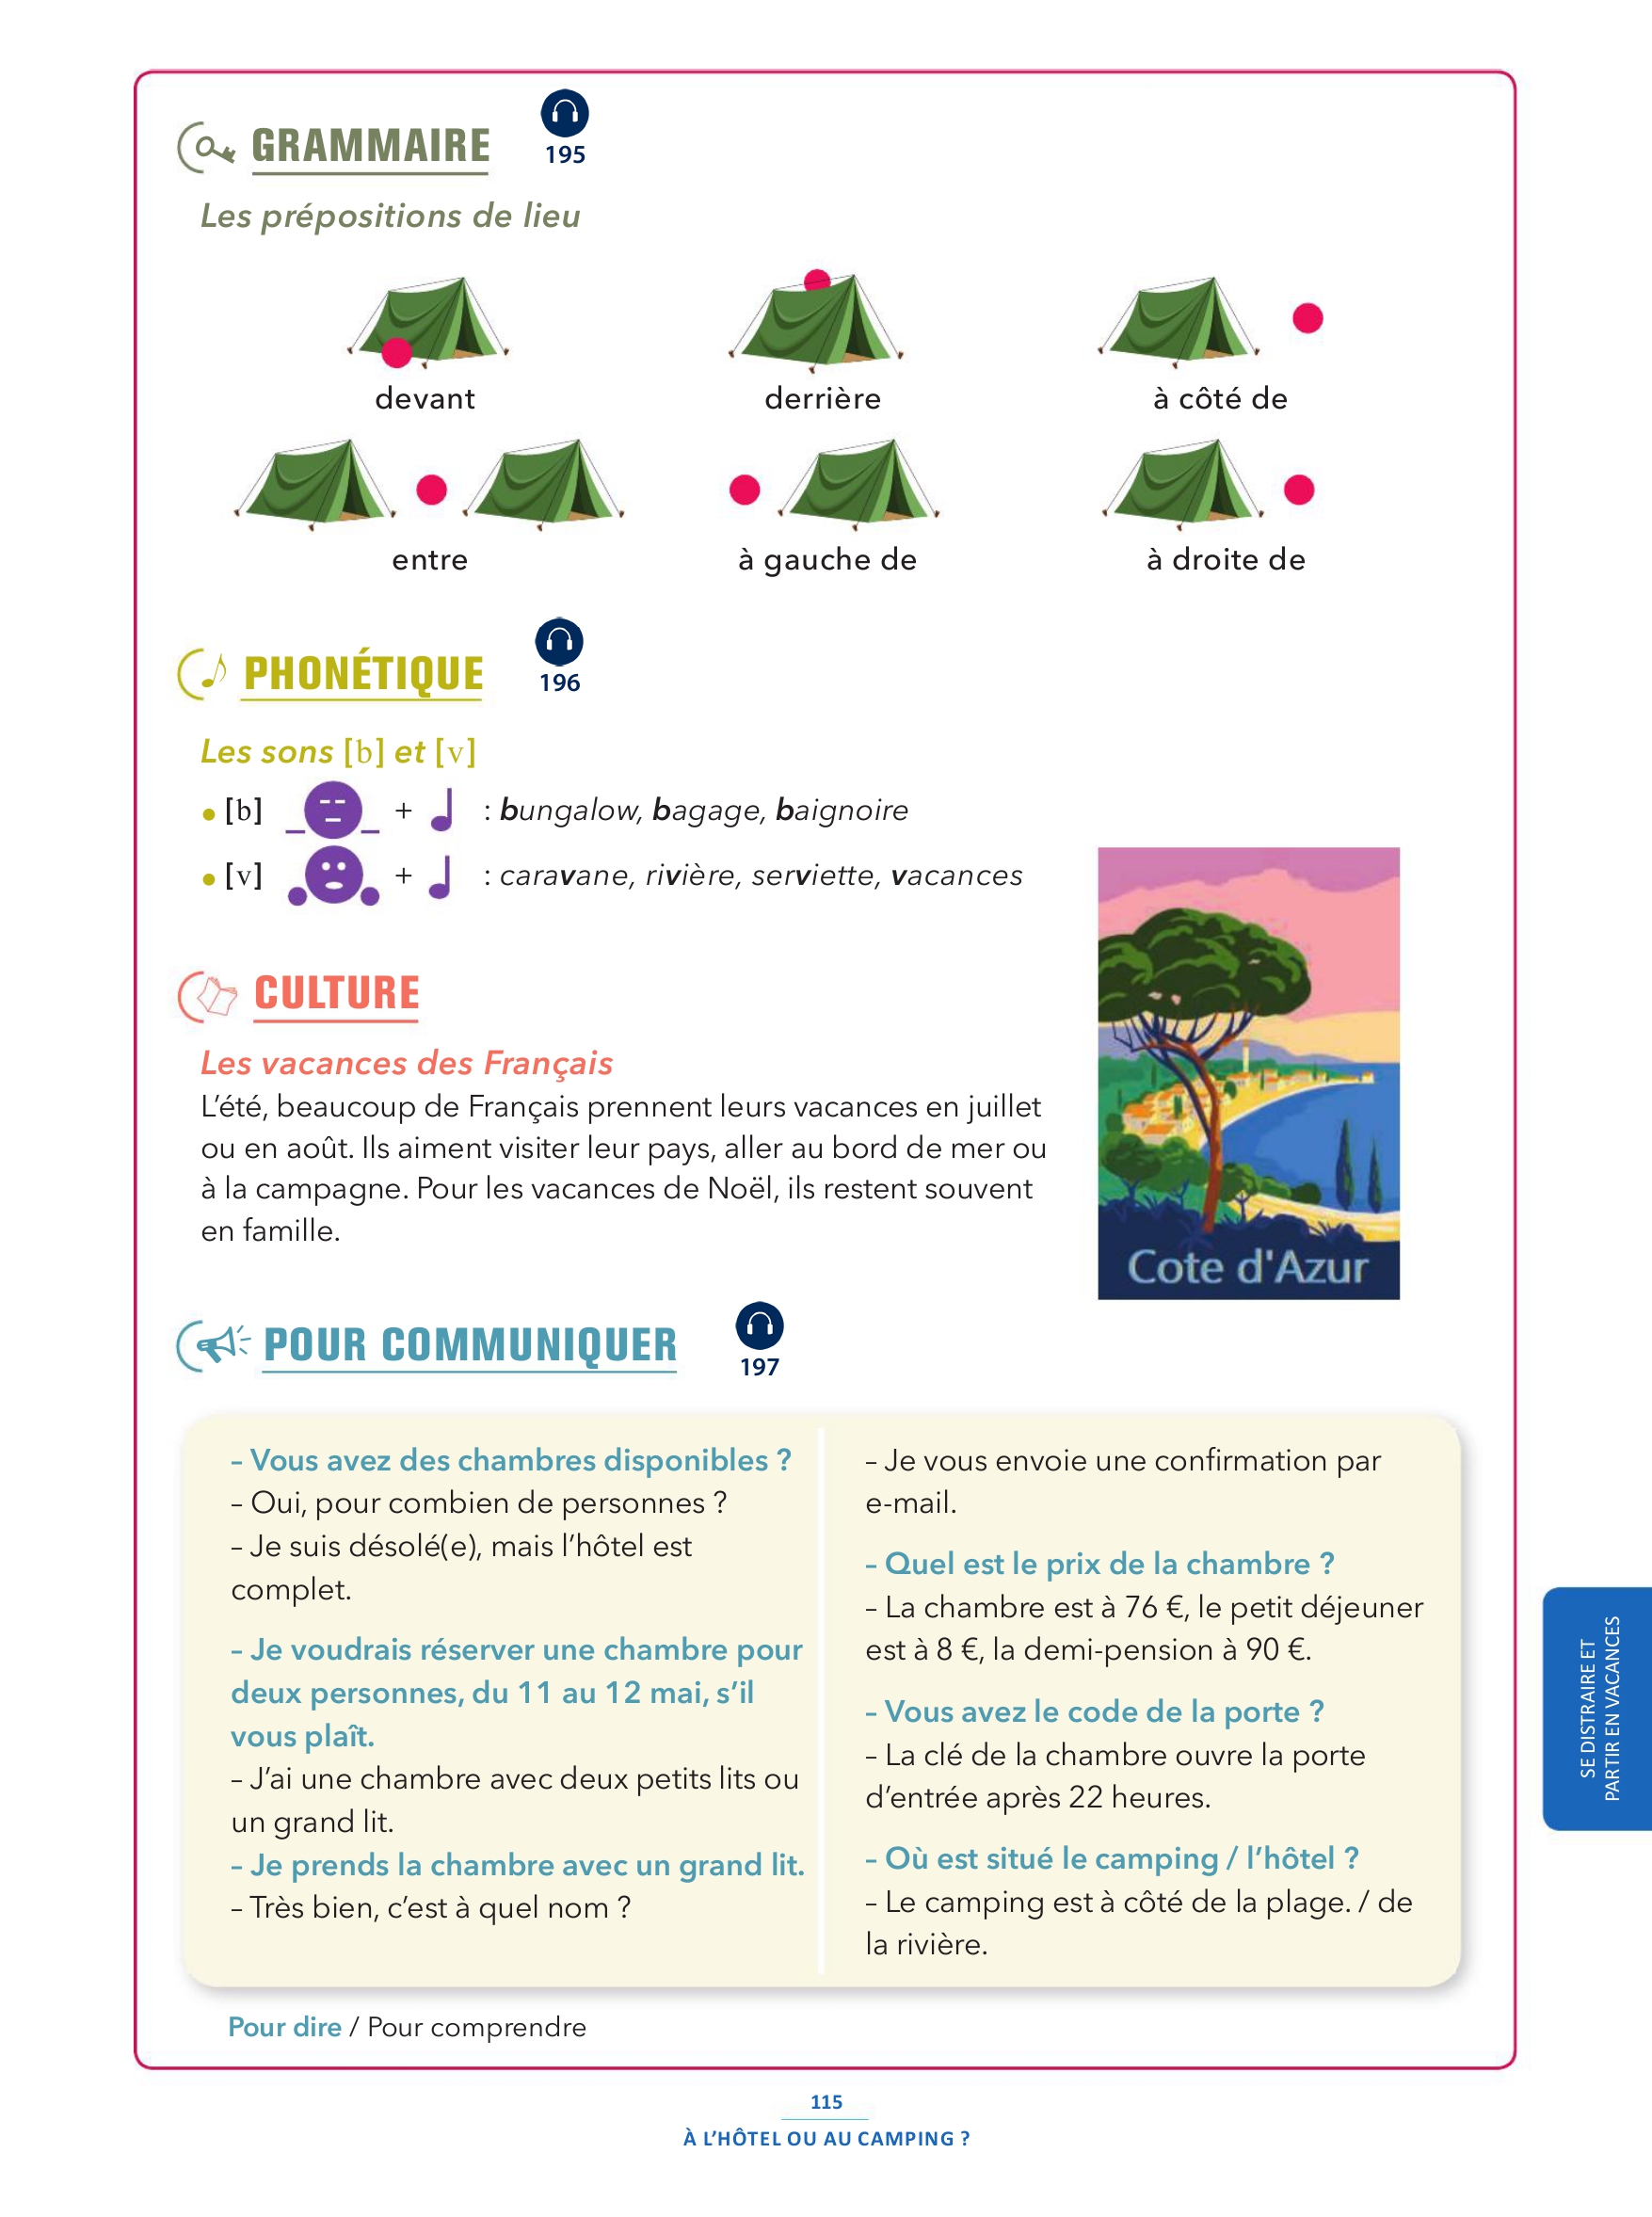 GRAMMAIRE
195
Les prépositions de lieu
devant
derrière
à côté de
entre
à gauche de
à droite de
PHONÉTIQUE
196
Les sons [b] et [v]
• [b] + : bungalow, bagage, baignoire
• [v] + : caravane, rivière, serviette, vacances
CULTURE
Les vacances des Français
L’été, beaucoup de Français prennent leurs vacances en juillet
ou en août. Ils aiment visiter leur pays, aller au bord de mer ou
à la campagne. Pour les vacances de Noël, ils restent souvent
en famille.
Cote d'Azur
POUR COMMUNIQUER
197
– Vous avez des chambres disponibles ?
– Oui, pour combien de personnes ?
– Je suis désolé(e), mais l’hôtel est
complet.
– Je voudrais réserver une chambre pour
deux personnes, du 11 au 12 mai, s’il
vous plaît.
– J’ai une chambre avec deux petits lits ou
un grand lit.
– Je prends la chambre avec un grand lit.
– Très bien, c’est à quel nom ?
– Je vous envoie une confirmation par
e-mail.
– Quel est le prix de la chambre ?
– La chambre est à 76 €, le petit déjeuner
est à 8 €, la demi-pension à 90 €.
– Vous avez le code de la porte ?
– La clé de la chambre ouvre la porte
d’entrée après 22 heures.
– Où est situé le camping / l’hôtel ?
– Le camping est à côté de la plage. / de
la rivière.
Pour dire / Pour comprendre
SE DISTRAIRE ET
PARTIR EN VACANCES
115
À L’HÔTEL OU AU CAMPING ?